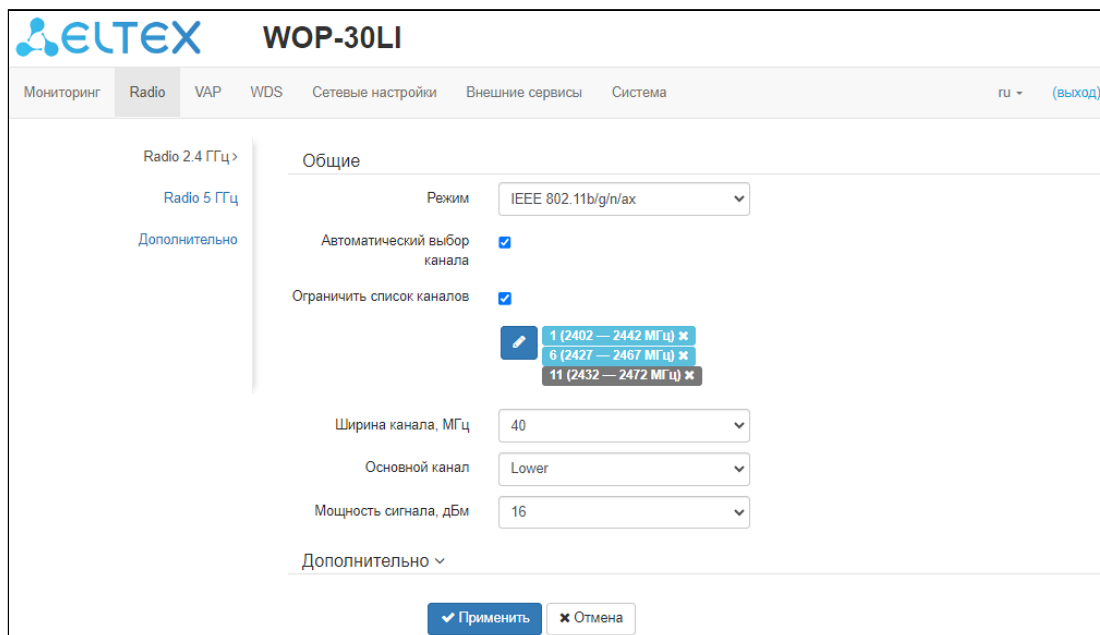 ELTEX WOP-30LI
Мониторинг Radio VAP WDS Сетевые настройки Внешние сервисы Система ru (выход)
Radio 2.4 ГГц >
Radio 5 ГГц
Дополнительно
Общие
Режим IEEE 802.11b/g/n/ax
Автоматический выбор
канала
Ограничить список каналов
1 (2402 — 2442 МГц) ✖
6 (2427 — 2467 МГц) ✖
11 (2432 — 2472 МГц) ✖
Ширина канала, МГц 40
Основной канал Lower
Мощность сигнала, дБм 16
Дополнительно
✔ Применить ✖ Отмена